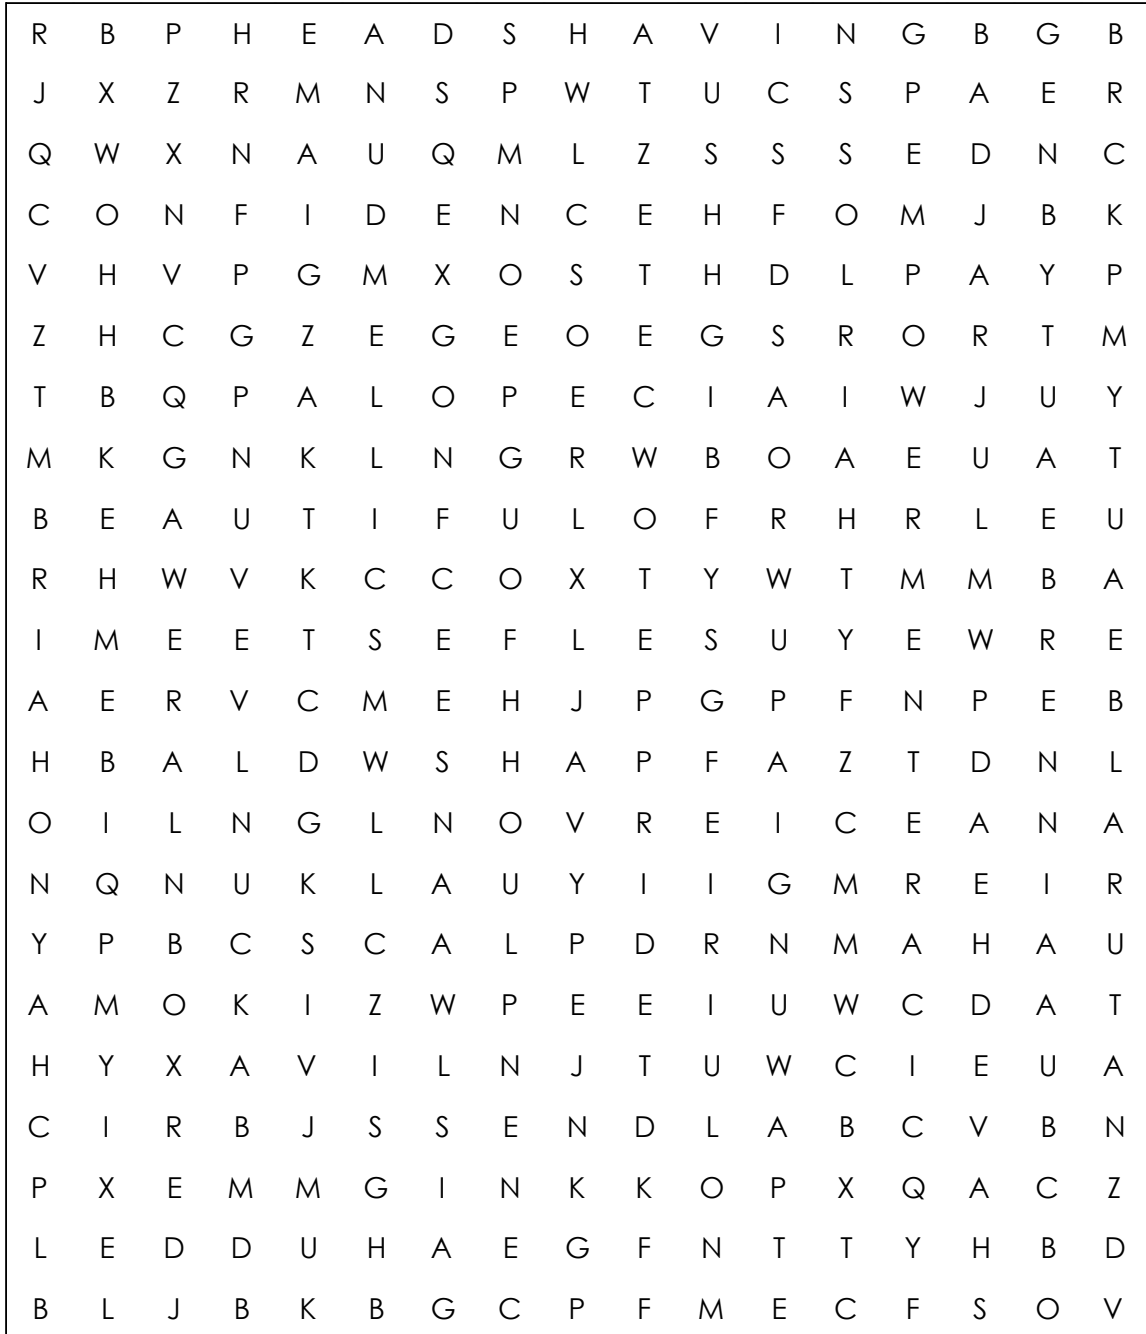 R B P H E A D S H A V I N G B G B
J X Z R M N S P W T U C S P A E R
Q W X N A U Q M L Z S S S E D N C
C O N F I D E N C E H F O M J B K
V H V P G M X O S T H D L P A Y P
Z H C G Z E G E O E G S R O R T M
T B Q P A L O P E C I A I W J U Y
M K G N K L N G R W B O A E U A T
B E A U T I F U L O F R H R L E U
R H W V K C C O X T Y W T M M B A
I M E E T S E F L E S U Y E W R E
A E R V C M E H J P G P F N P E B
H B A L D W S H A P F A Z T D N L
O I L N G L N O V R E I C E A N A
N Q N U K L A U Y I I G M R E I R
Y P B C S C A L P D R N M A H A U
A M O K I Z W P E E I U W C D A T
H Y X A V I L N J T U W C I E U A
C I R B J S S E N D L A B C V B N
P X E M M G I N K K O P X Q A C Z
L E D D U H A E G F N T T Y H B D
B L J B K B G C P F M E C F S O V